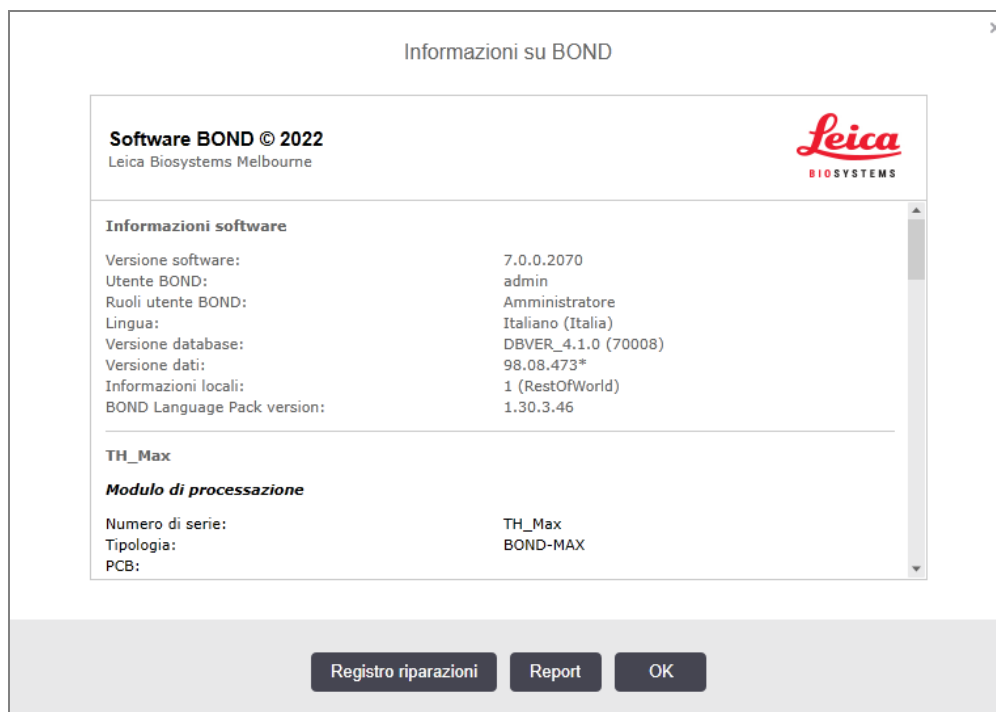 Informazioni su BOND
Software BOND © 2022
Leica Biosystems Melbourne
Leica
BIOSYSTEMS
Informazioni software
Versione software: 7.0.0.2070
Utente BOND: admin
Ruoli utente BOND: Amministratore
Lingua: Italiano (Italia)
Versione database: DBVER_4.1.0 (70008)
Versione dati: 98.08.473*
Informazioni locali: 1 (RestOfWorld)
BOND Language Pack version: 1.30.3.46
TH_Max
Modulo di processazione
Numero di serie: TH_Max
Tipologia: BOND-MAX
PCB:
Registro riparazioni Report OK